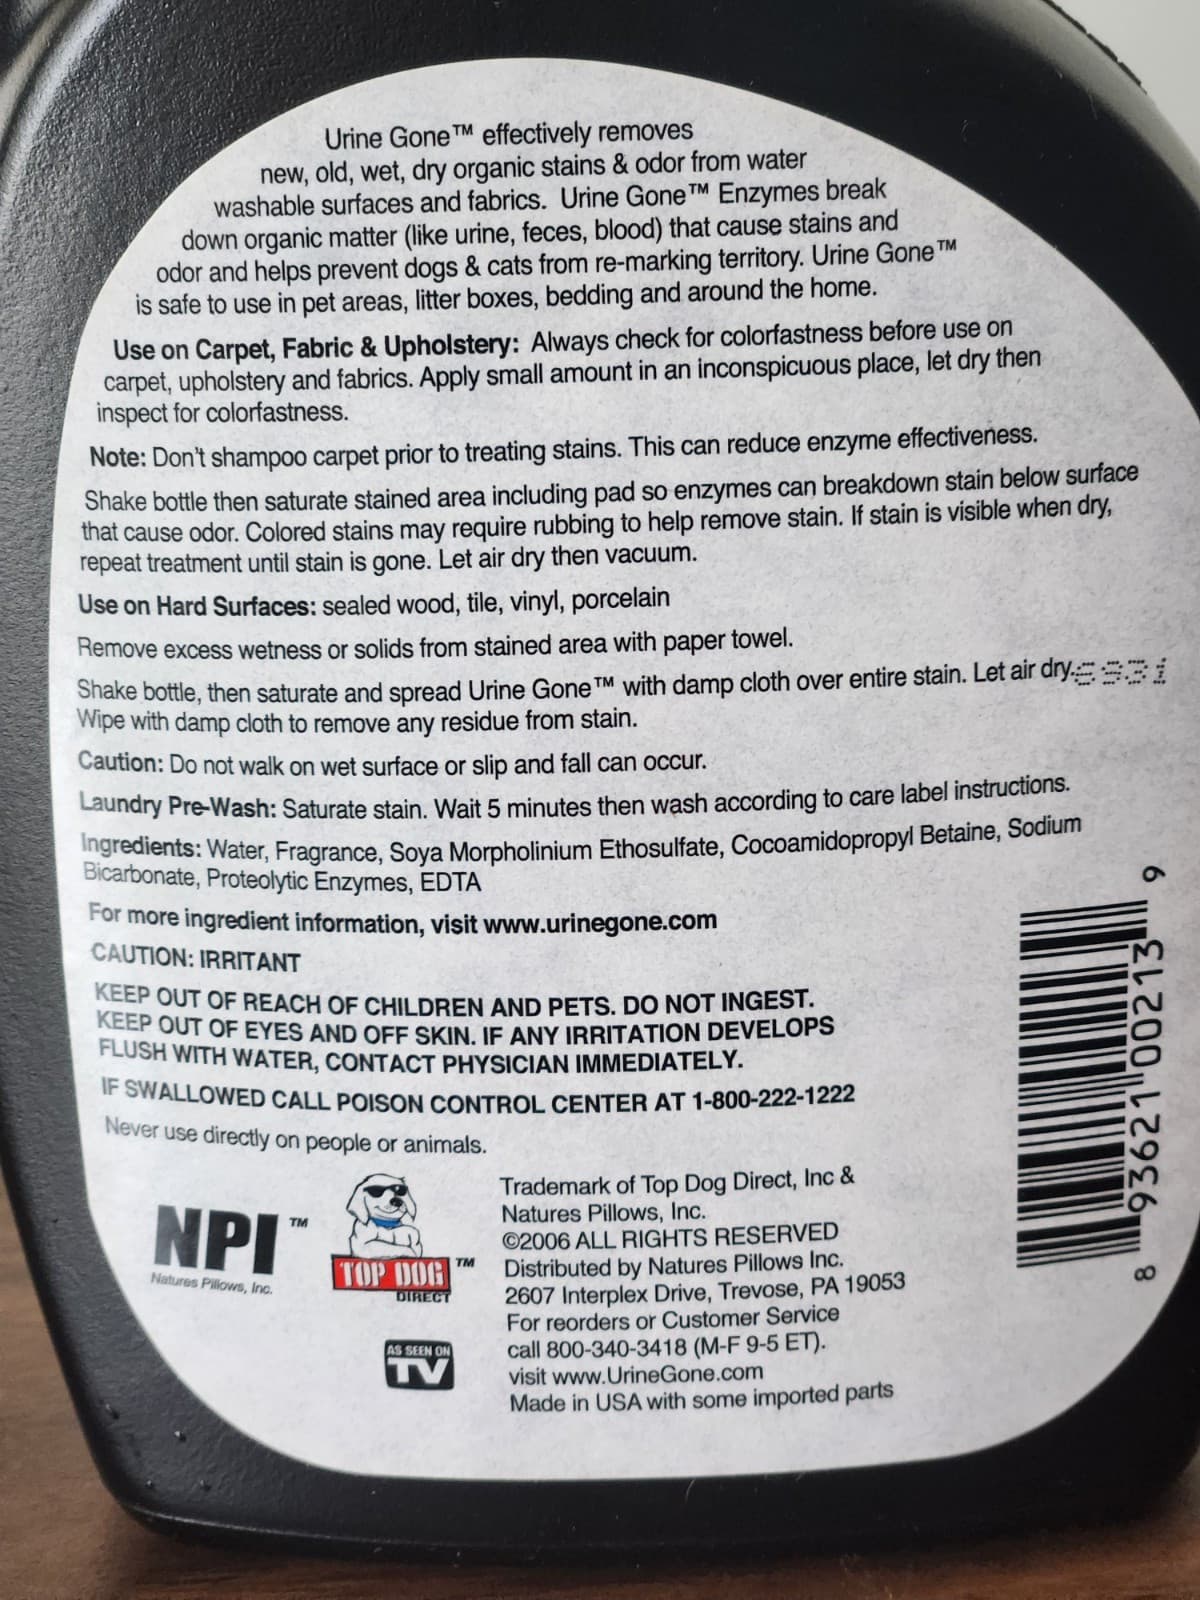 Urine Gone™ effectively removes
new, old, wet, dry organic stains & odor from water
washable surfaces and fabrics. Urine Gone™ Enzymes break
down organic matter (like urine, feces, blood) that cause stains and
odor and helps prevent dogs & cats from re-marking territory. Urine Gone™
is safe to use in pet areas, litter boxes, bedding and around the home.
Use on Carpet, Fabric & Upholstery: Always check for colorfastness before use on
carpet, upholstery and fabrics. Apply small amount in an inconspicuous place, let dry then
inspect for colorfastness.
Note: Don't shampoo carpet prior to treating stains. This can reduce enzyme effectiveness.
Shake bottle then saturate stained area including pad so enzymes can breakdown stain below surface
that cause odor. Colored stains may require rubbing to help remove stain. If stain is visible when dry,
repeat treatment until stain is gone. Let air dry then vacuum.
Use on Hard Surfaces: sealed wood, tile, vinyl, porcelain
Remove excess wetness or solids from stained area with paper towel.
Shake bottle, then saturate and spread Urine Gone™ with damp cloth over entire stain. Let air dry.
Wipe with damp cloth to remove any residue from stain.
Caution: Do not walk on wet surface or slip and fall can occur.
Laundry Pre-Wash: Saturate stain. Wait 5 minutes then wash according to care label instructions.
Ingredients: Water, Fragrance, Soya Morpholinium Ethosulfate, Cocoamidopropyl Betaine, Sodium
Bicarbonate, Proteolytic Enzymes, EDTA
For more ingredient information, visit www.urinegone.com
CAUTION: IRRITANT
KEEP OUT OF REACH OF CHILDREN AND PETS. DO NOT INGEST.
KEEP OUT OF EYES AND OFF SKIN. IF ANY IRRITATION DEVELOPS
FLUSH WITH WATER, CONTACT PHYSICIAN IMMEDIATELY.
IF SWALLOWED CALL POISON CONTROL CENTER AT 1-800-222-1222
Never use directly on people or animals.
NPI™
Natures Pillows, Inc.
TOP DOG™
DIRECT
AS SEEN ON
TV
Trademark of Top Dog Direct, Inc &
Natures Pillows, Inc.
©2006 ALL RIGHTS RESERVED
Distributed by Natures Pillows Inc.
2607 Interplex Drive, Trevose, PA 19053
For reorders or Customer Service
call 800-340-3418 (M-F 9-5 ET).
visit www.UrineGone.com
Made in USA with some imported parts
8 93621 00213 9